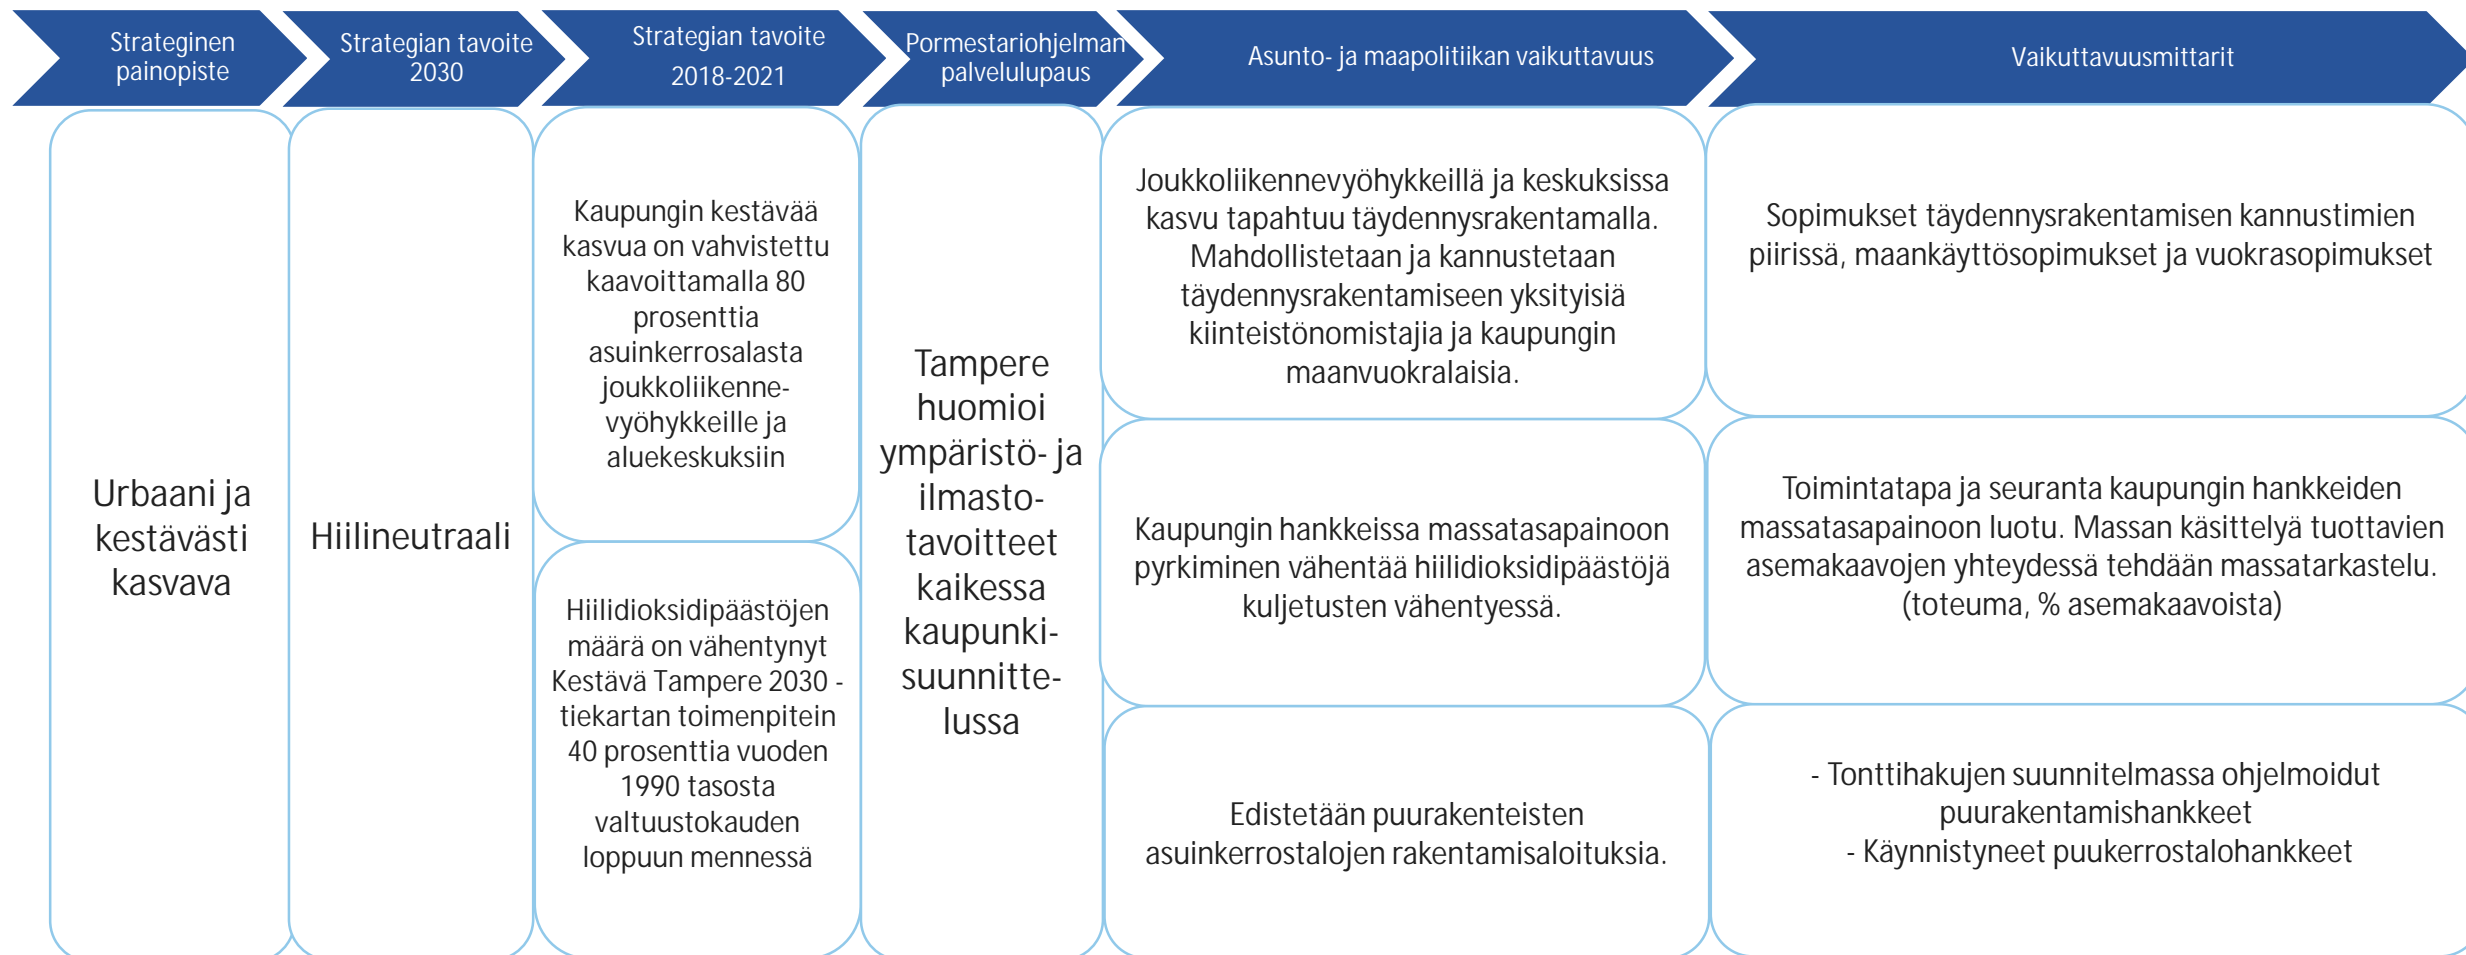 Strateginen
painopiste
Strategian tavoite
2030
Strategian tavoite
2018-2021
Pormestariohjelman
palvelulupaus
Asunto- ja maapolitiikan vaikuttavuus
Vaikuttavuusmittarit
Urbaani ja
kestävästi
kasvava
Hiilineutraali
Kaupungin kestävää
kasvua on vahvistettu
kaavoittamalla 80
prosenttia
asuinkerrosalasta
joukkoliikenne-
vyöhykkeille ja
aluekeskuksiin
Hiilidioksidipäästöjen
määrä on vähentynyt
Kestävä Tampere 2030 -
tiekartan toimenpitein
40 prosenttia vuoden
1990 tasosta
valtuustokauden
loppuun mennessä
Tampere
huomioi
ympäristö- ja
ilmasto-
tavoitteet
kaikessa
kaupunki-
suunnitte-
lussa
Joukkoliikennevyöhykkeillä ja keskuksissa
kasvu tapahtuu täydennysrakentamalla.
Mahdollistetaan ja kannustetaan
täydennysrakentamiseen yksityisiä
kiinteistönomistajia ja kaupungin
maanvuokralaisia.
Kaupungin hankkeissa massatasapainoon
pyrkiminen vähentää hiilidioksidipäästöjä
kuljetusten vähentyessä.
Edistetään puurakenteisten
asuinkerrostalojen rakentamisaloituksia.
Sopimukset täydennysrakentamisen kannustimien
piirissä, maankäyttösopimukset ja vuokrasopimukset
Toimintatapa ja seuranta kaupungin hankkeiden
massatasapainoon luotu. Massan käsittelyä tuottavien
asemakaavojen yhteydessä tehdään massatarkastelu.
(toteuma, % asemakaavoista)
- Tonttihakujen suunnitelmassa ohjelmoidut
puurakentamishankkeet
- Käynnistyneet puukerrostalohankkeet